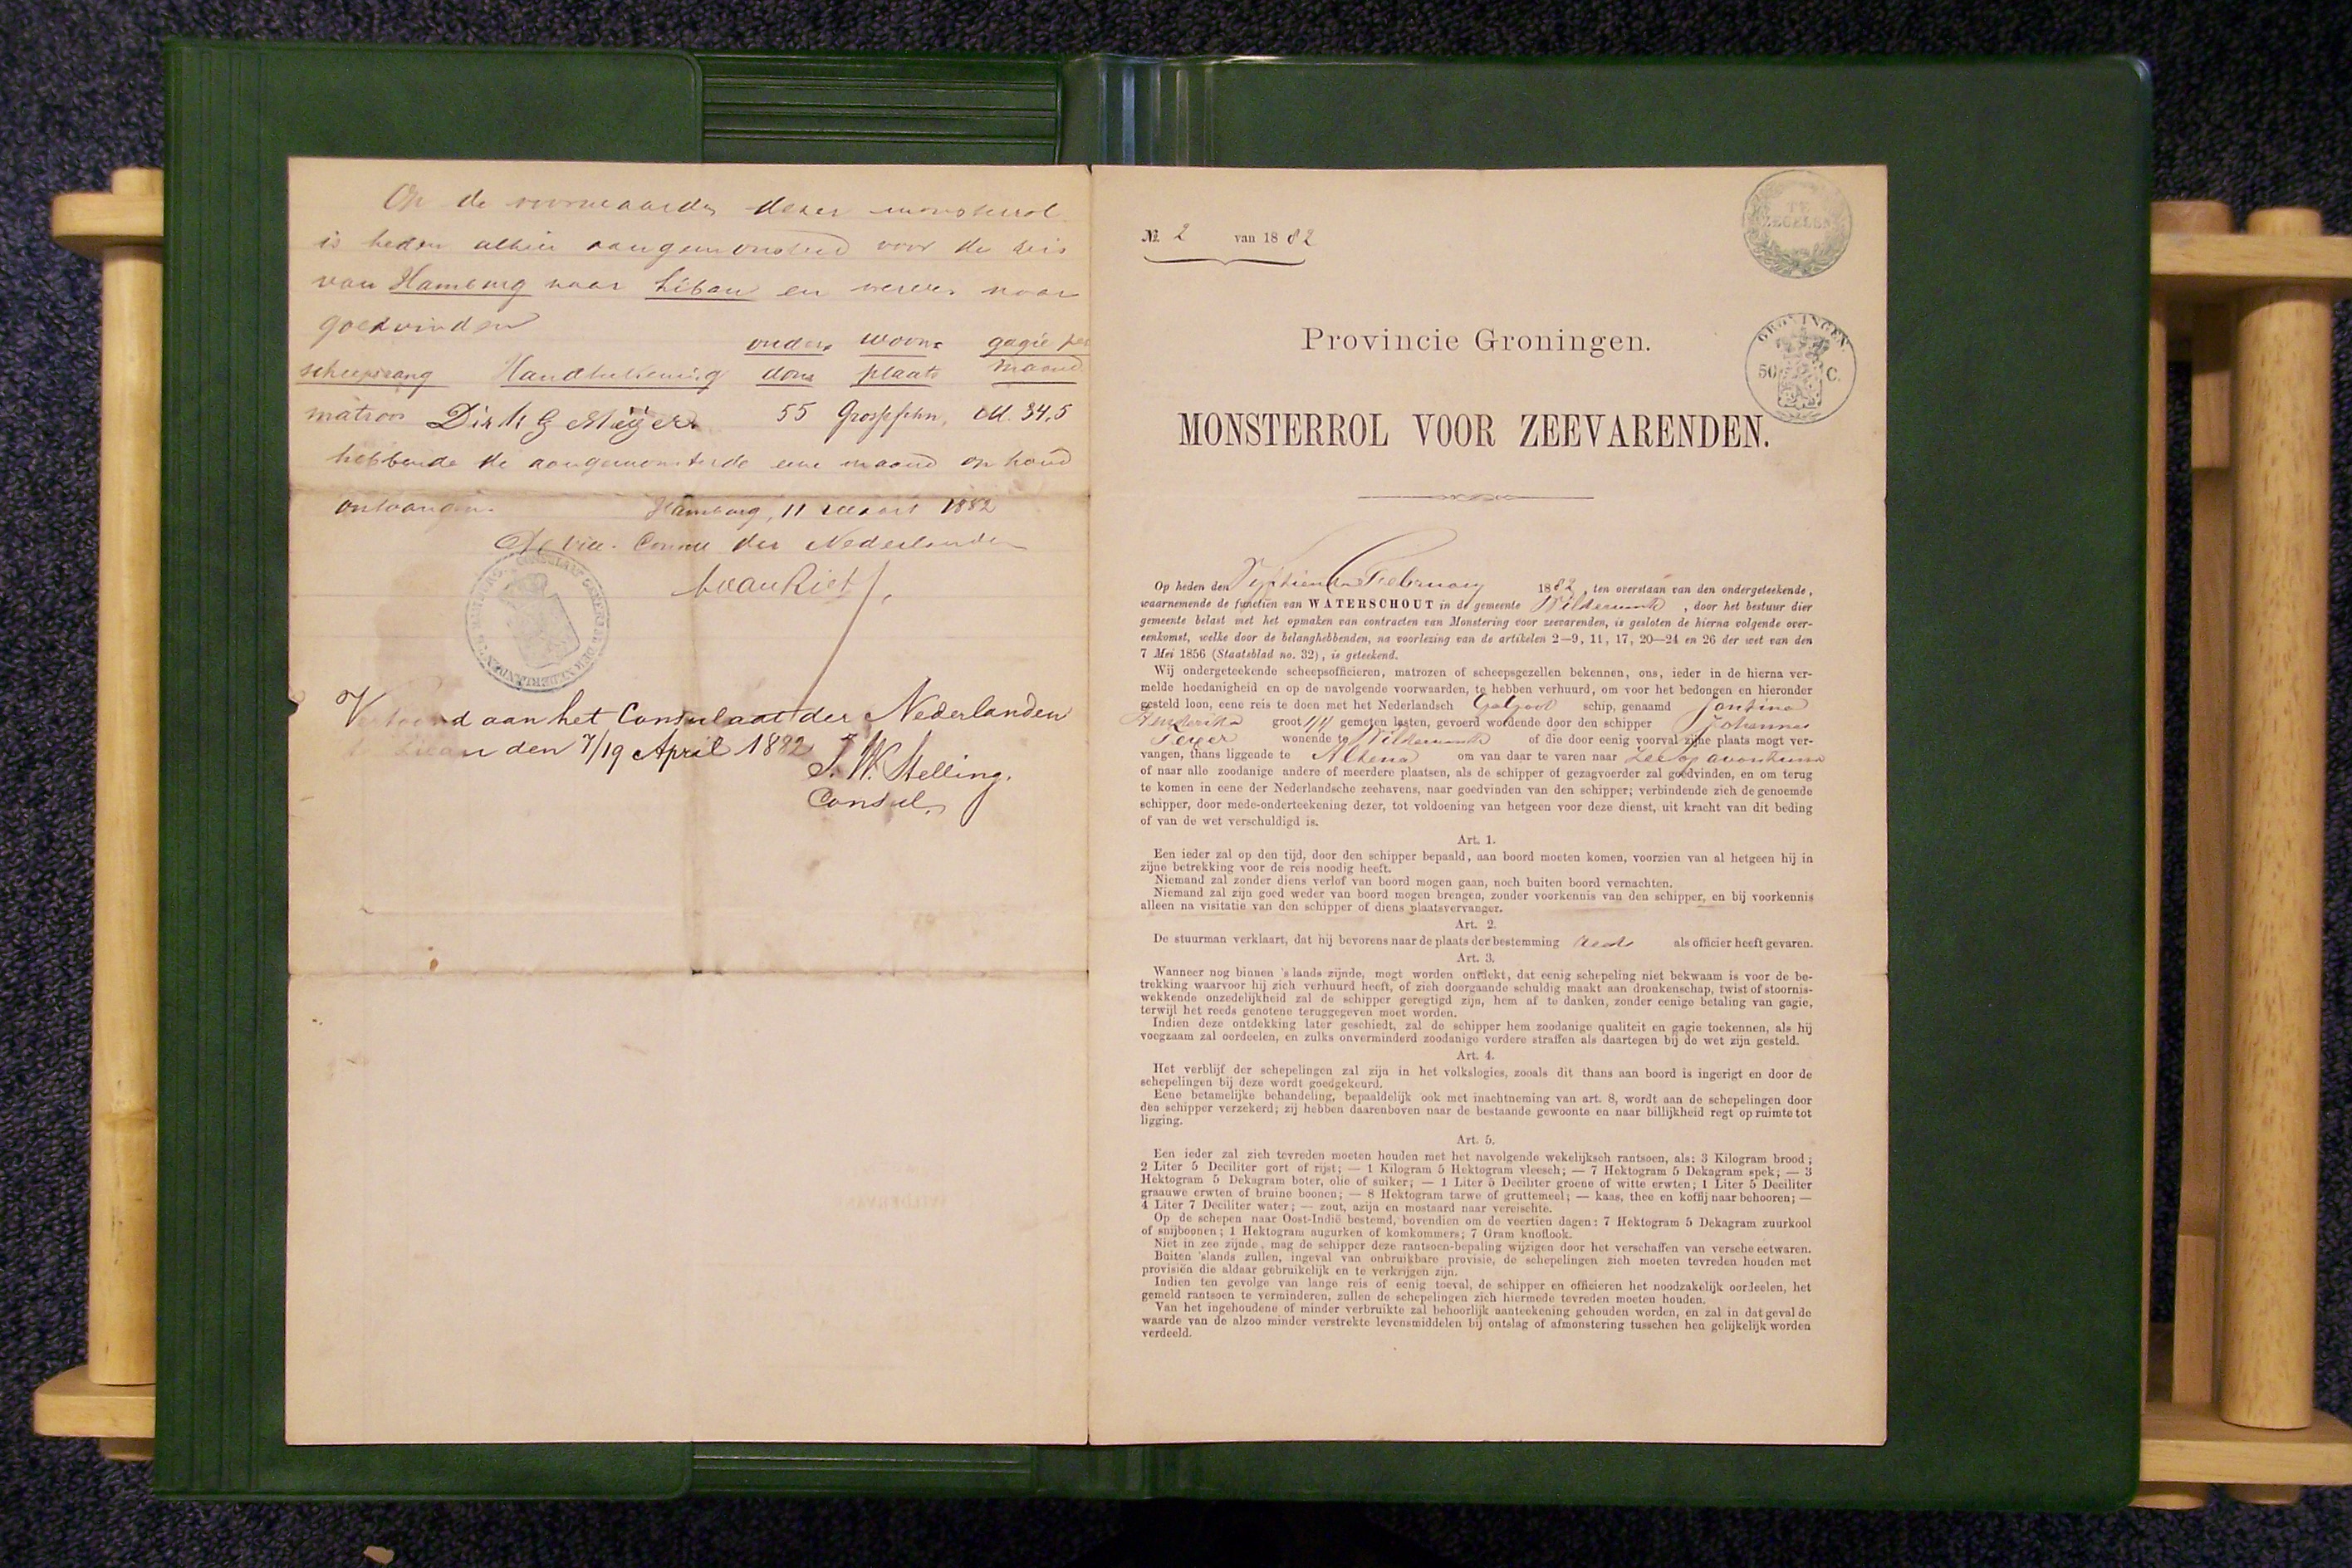 Op de voorwaarden dezer monsterrol
is heden alhier aangemonsterd voor de reis
van Hamburg naar Libau en verder naar
goedvinden
ouder- woon- gagie per
scheepsrang Handteekening dom plaats maand
matroos Dirk G Meijer 55 Grossefehn M. 34,5
hebbende de aangemonsterde eene maand op hand
ontvangen.
Hamburg, 11 Maart 1882
De Vice-Consul der Nederlanden
van Riet
Vertoond aan het Consulaat der Nederlanden
te Libau den 7/19 April 1882
J. W. Stelling.
Consul.
№ 2 van 1882
TE ZEGELEN
GRONINGEN
50 C.
Provincie Groningen.
MONSTERROL VOOR ZEEVARENDEN.
Op heden den Vijftienden February 1882, ten overstaan van den ondergeteekende,
waarnemende de functien van WATERSCHOUT in de gemeente Wildervank, door het bestuur dier
gemeente belast met het opmaken van contracten van Monstering voor zeevarenden, is gesloten de hierna volgende over-
eenkomst, welke door de belanghebbenden, na voorlezing van de artikelen 2—9, 11, 17, 20—24 en 26 der wet van den
7 Mei 1856 (Staatsblad no. 32), is geteekend.
Wij ondergeteekende scheepsofficieren, matrozen of scheepsgezellen bekennen, ons, ieder in de hierna ver-
melde hoedanigheid en op de navolgende voorwaarden, te hebben verhuurd, om voor het bedongen en hieronder
gesteld loon, eene reis te doen met het Nederlandsch Galjoot schip, genaamd Jantina
Henderika groot 114 gemeten lasten, gevoerd wordende door den schipper Johannes
wonende te Wildervank of die door eenig voorval zijne plaats mogt ver-
vangen, thans liggende te Altona om van daar te varen naar Zee op avontuur
of naar alle zoodanige andere of meerdere plaatsen, als de schipper of gezagvoerder zal goedvinden, en om terug
te komen in eene der Nederlandsche zeehavens, naar goedvinden van den schipper; verbindende zich de genoemde
schipper, door mede-onderteekening dezer, tot voldoening van hetgeen voor deze dienst, uit kracht van dit beding
of van de wet verschuldigd is.
Art. 1.
Een ieder zal op den tijd, door den schipper bepaald, aan boord moeten komen, voorzien van al hetgeen hij in
zijne betrekking voor de reis noodig heeft.
Niemand zal zonder diens verlof van boord mogen gaan, noch buiten boord vernachten.
Niemand zal zijn goed weder van boord mogen brengen, zonder voorkennis van den schipper, en bij voorkennis
alleen na visitatie van den schipper of diens plaatsvervanger.
Art. 2.
De stuurman verklaart, dat hij bevorens naar de plaats der bestemming als officier heeft gevaren.
Art. 3.
Wanneer nog binnen 's lands zijnde, mogt worden ontdekt, dat eenig schepeling niet bekwaam is voor de be-
trekking waarvoor hij zich verhuurd heeft, of zich doorgaande schuldig maakt aan dronkenschap, twist of stoornis-
wekkende onzedelijkheid zal de schipper geregtigd zijn, hem af te danken, zonder eenige betaling van gagie,
terwijl het reeds genotene teruggegeven moet worden.
Indien deze ontdekking later geschiedt, zal de schipper hem zoodanige qualiteit en gagie toekennen, als hij
voegzaam zal oordeelen, en zulks onverminderd zoodanige verdere straffen als daartegen bij de wet zijn gesteld.
Art. 4.
Het verblijf der schepelingen zal zijn in het volkslogies, zooals dit thans aan boord is ingerigt en door de
schepelingen bij deze wordt goedgekeurd.
Eene betamelijke behandeling, bepaaldelijk ook met inachtneming van art. 8, wordt aan de schepelingen door
den schipper verzekerd; zij hebben daarenboven naar de bestaande gewoonte en naar billijkheid regt op ruimte tot
ligging.
Art. 5.
Een ieder zal zich tevreden moeten houden met het navolgende wekelijksch rantsoen, als: 3 Kilogram brood;
2 Liter 5 Deciliter gort of rijst; — 1 Kilogram 5 Hektogram vleesch; — 7 Hektogram 5 Dekagram spek; — 3
Hektogram 5 Dekagram boter, olie of suiker; — 1 Liter 5 Deciliter groene of witte erwten; 1 Liter 5 Deciliter
graauwe erwten of bruine boonen; — 8 Hektogram tarwe of gruttemeel; — kaas, thee en koffij naar behooren; —
4 Liter 7 Deciliter water; — zout, azijn en mostaard naar vereischte.
Op de schepen naar Oost-Indië bestemd, bovendien om de veertien dagen: 7 Hektogram 5 Dekagram zuurkool
of snijboonen; 1 Hektogram augurken of komkommers; 7 Gram knoflook.
Niet in zee zijnde, mag de schipper deze rantsoen-bepaling wijzigen door het verschaffen van versche eetwaren.
Buiten 'slands zullen, ingeval van onbruikbare provisie, de schepelingen zich moeten tevreden houden met
provisiën die aldaar gebruikelijk en te verkrijgen zijn.
Indien ten gevolge van lange reis of eenig toeval, de schipper en officieren het noodzakelijk oordeelen, het
gemeld rantsoen te verminderen, zullen de schepelingen zich hiermede tevreden moeten houden.
Van het ingehoudene of minder verbruikte zal behoorlijk aanteekening gehouden worden, en zal in dat geval de
waarde van de alzoo minder verstrekte levensmiddelen bij ontslag of afmonstering tusschen hen gelijkelijk worden
verdeeld.